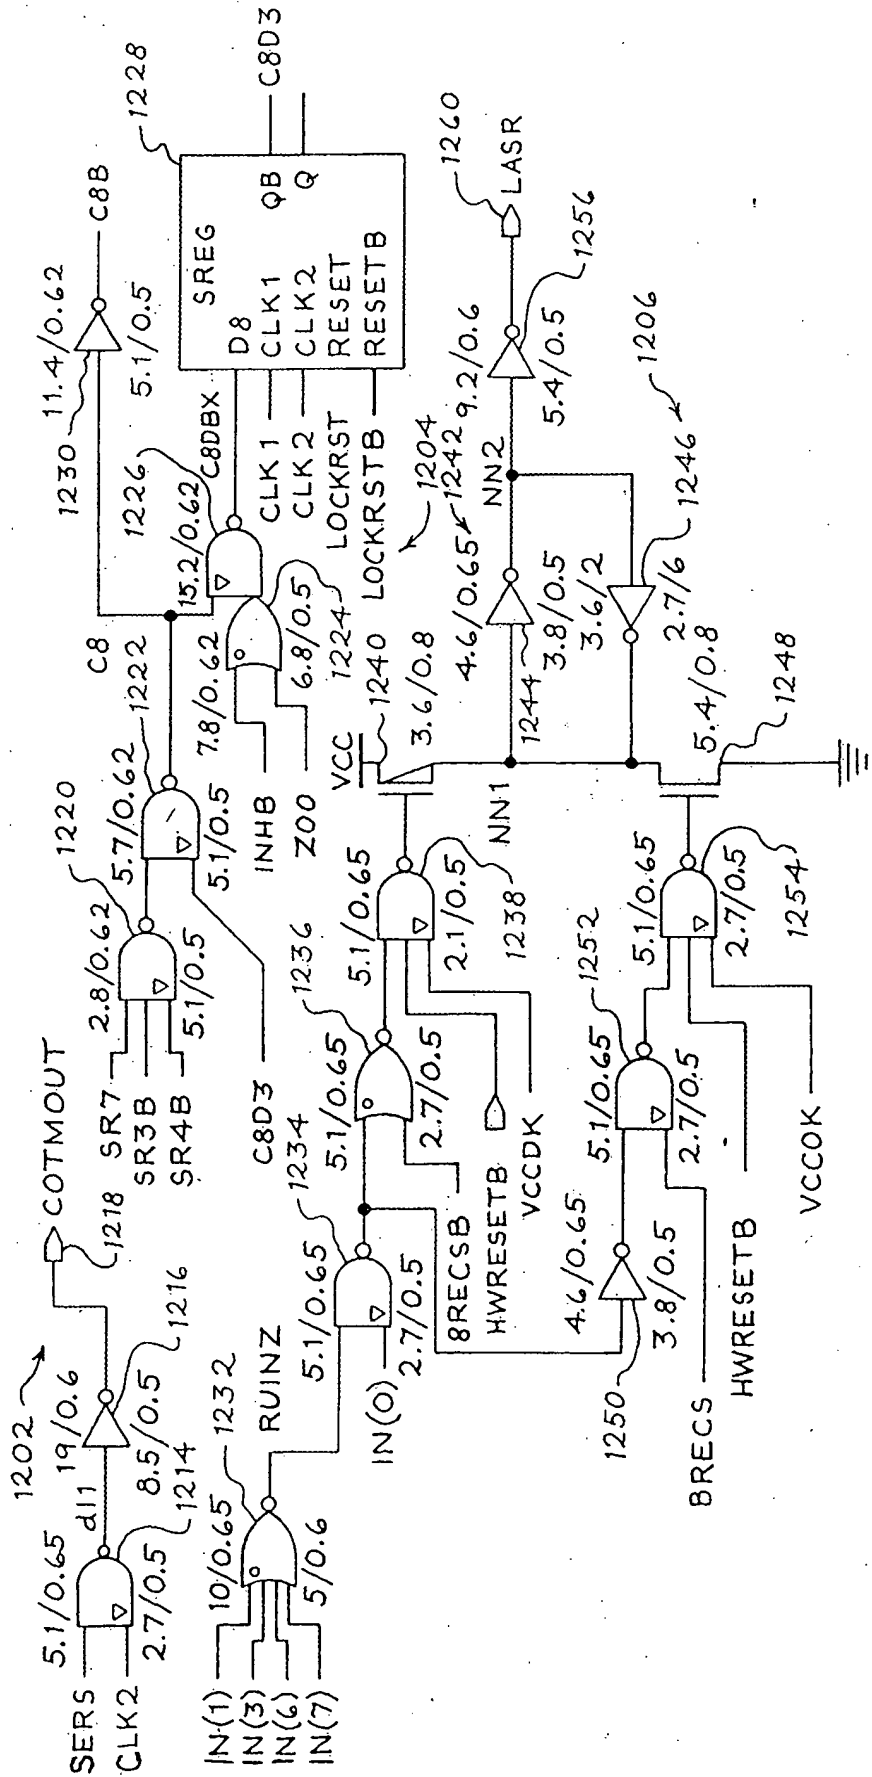 1202
SERS
CLK2
5.1/0.65
2.7/0.5
1214
d11
19/0.6
8.5/0.5
1216
1218
COTMOUT
SR7
SR3B
SR4B
2.8/0.62
5.1/0.5
1220
C8D3
5.7/0.62
5.1/0.5
1222
C8
1230
11.4/0.62
5.1/0.5
C8B
INHB
ZOO
7.8/0.62
6.8/0.5
1224
15.2/0.62
1226
C8DBX
CLK1
CLK2
LOCKRST
LOCKRSTB
SREG
D8
CLK1
CLK2
RESET
RESETB
QB
Q
1228
C8D3
1204
IN(1)
IN(3)
IN(6)
IN(7)
10/0.65
5/0.6
1232
RUINZ
IN(0)
5.1/0.65
2.7/0.5
1234
8RECSB
5.1/0.65
2.7/0.5
1236
HWRESETB
VCCDK
5.1/0.65
2.1/0.5
1238
VCC
1240
3.6/0.8
NN1
4.6/0.65
1242
3.8/0.5
1244
NN2
3.6/2
2.7/6
1246
9.2/0.6
5.4/0.5
1256
1260
LASR
1206
5.4/0.8
1248
1250
4.6/0.65
3.8/0.5
BRECS
5.1/0.65
2.7/0.5
1252
HWRESETB
VCCOK
5.1/0.65
2.7/0.5
1254